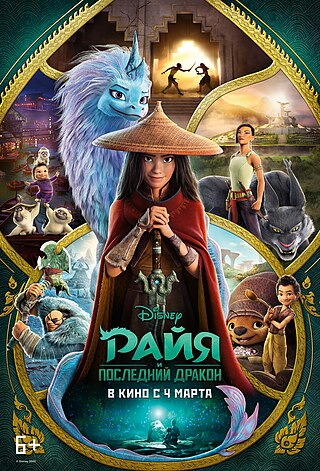 Disney
РАЙЯ
И
ПОСЛЕДНИЙ ДРАКОН
В КИНО С 4 МАРТА
6+